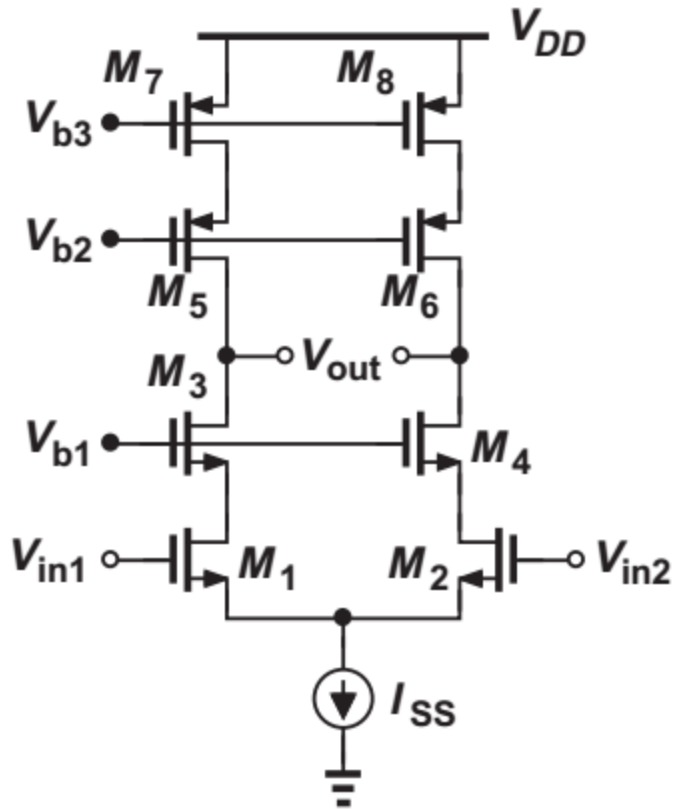 V_DD
M_7 M_8
V_b3
V_b2
M_5 M_6
V_out
M_3
V_b1
M_4
V_in1 M_1 M_2 V_in2
I_SS